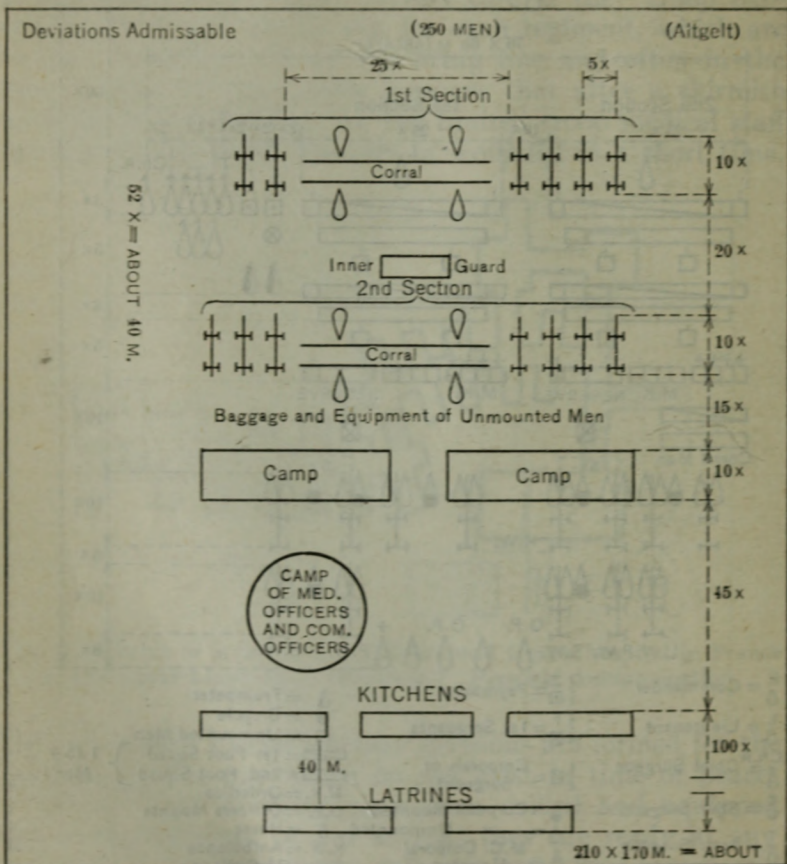 Deviations Admissable (250 MEN) (Aitgelt)
25 x 5 x
1st Section
Corral
10 x
52 X = ABOUT 40 M.
20 x
Inner Guard
2nd Section
Corral
10 x
15 x
Baggage and Equipment of Unmounted Men
Camp Camp
10 x
CAMP
OF MED.
OFFICERS
AND COM.
OFFICERS
45 x
KITCHENS
100 x
40 M.
LATRINES
210 X 170 M. = ABOUT